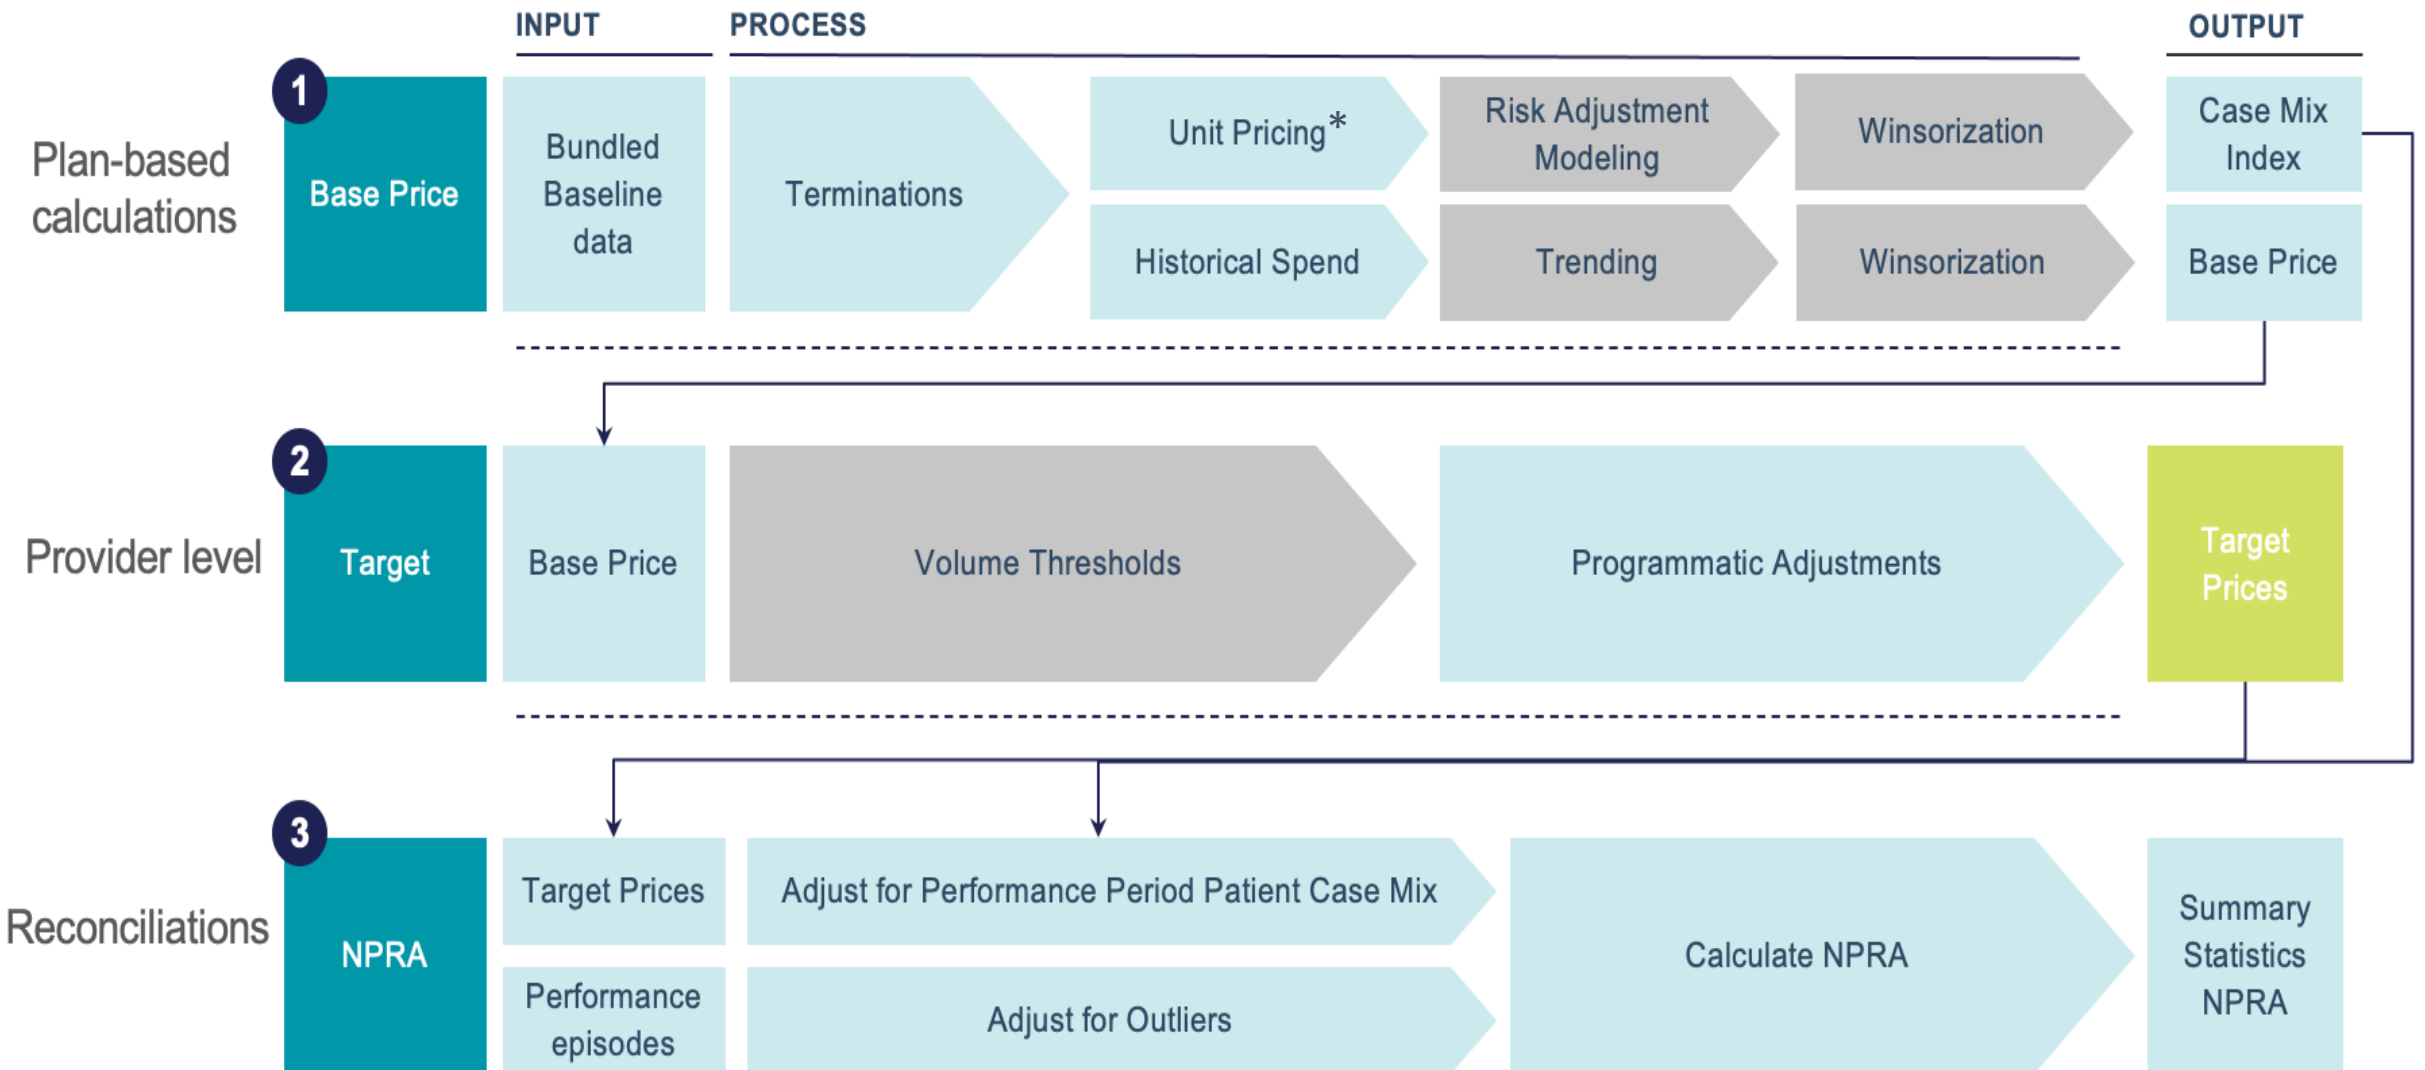 INPUT
PROCESS
OUTPUT
Plan-based
calculations
1
Base Price
Bundled
Baseline
data
Terminations
Unit Pricing*
Risk Adjustment
Modeling
Winsorization
Case Mix
Index
Historical Spend
Trending
Winsorization
Base Price
Provider level
2
Target
Base Price
Volume Thresholds
Programmatic Adjustments
Target
Prices
Reconciliations
3
NPRA
Target Prices
Adjust for Performance Period Patient Case Mix
Performance
episodes
Adjust for Outliers
Calculate NPRA
Summary
Statistics
NPRA